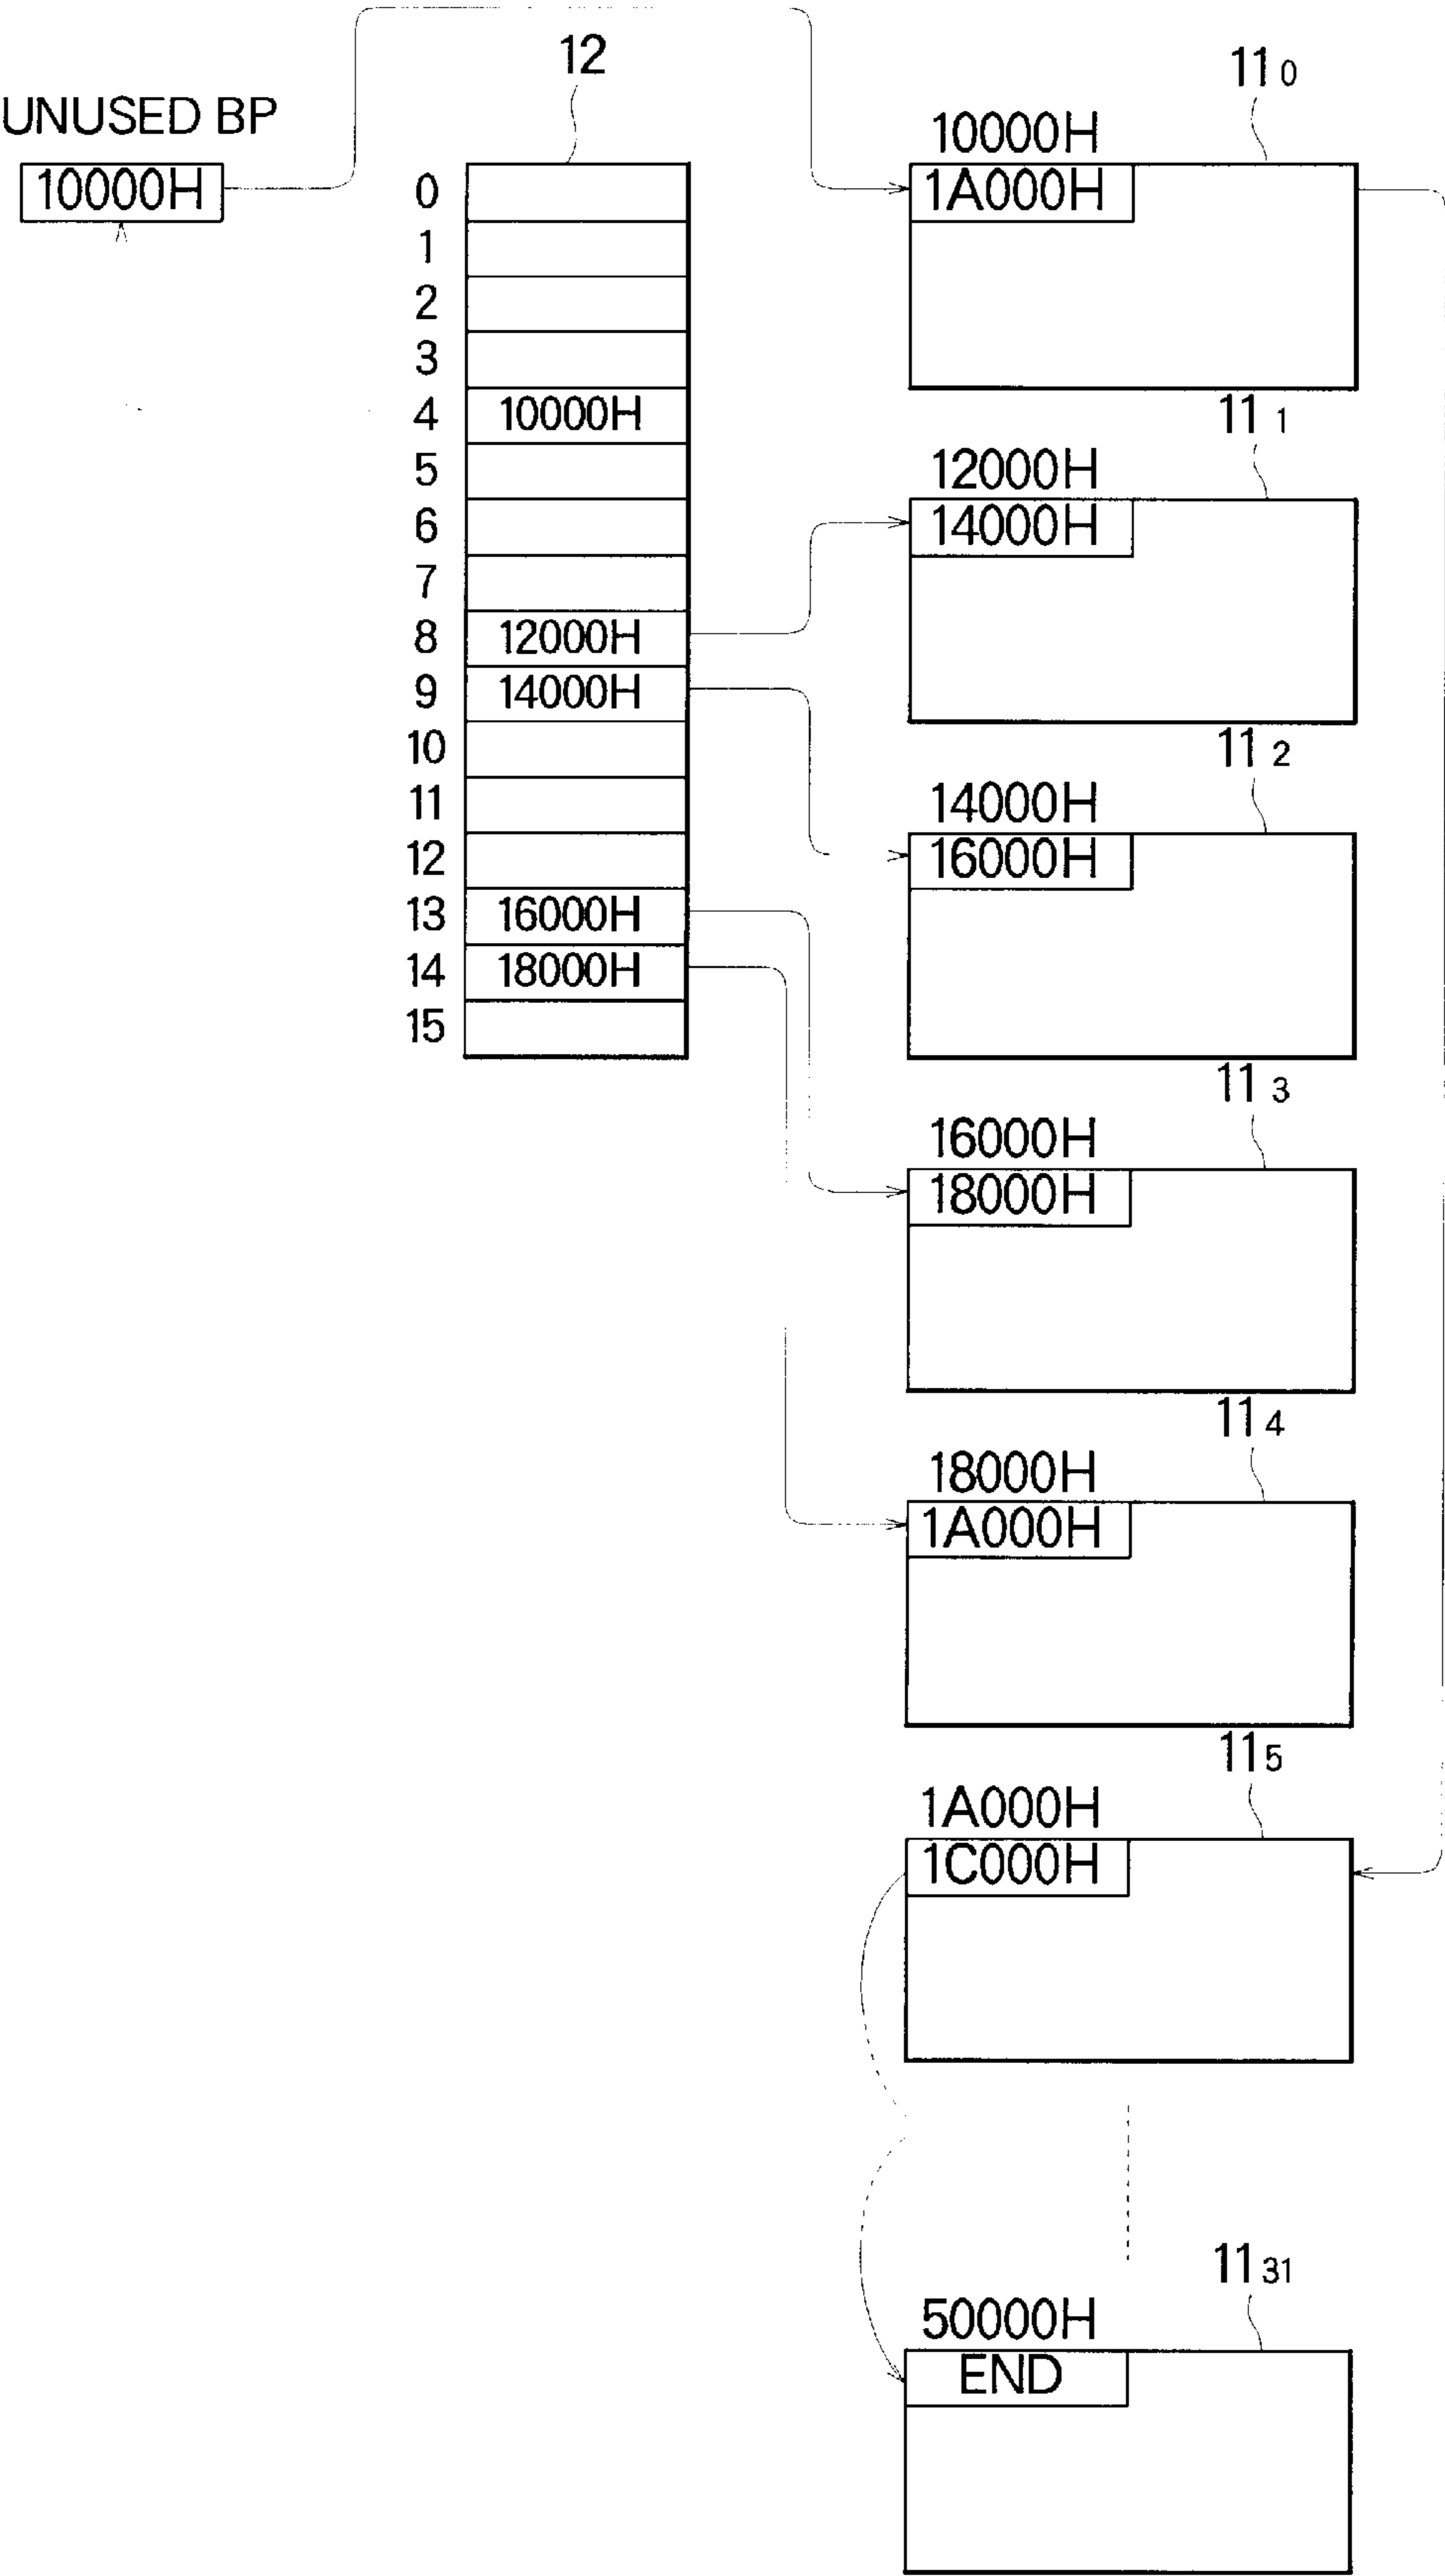 UNUSED BP
10000H
12
0
1
2
3
4 10000H
5
6
7
8 12000H
9 14000H
10
11
12
13 16000H
14 18000H
15
11 0
10000H
1A000H
11 1
12000H
14000H
11 2
14000H
16000H
11 3
16000H
18000H
11 4
18000H
1A000H
11 5
1A000H
1C000H
11 31
50000H
END